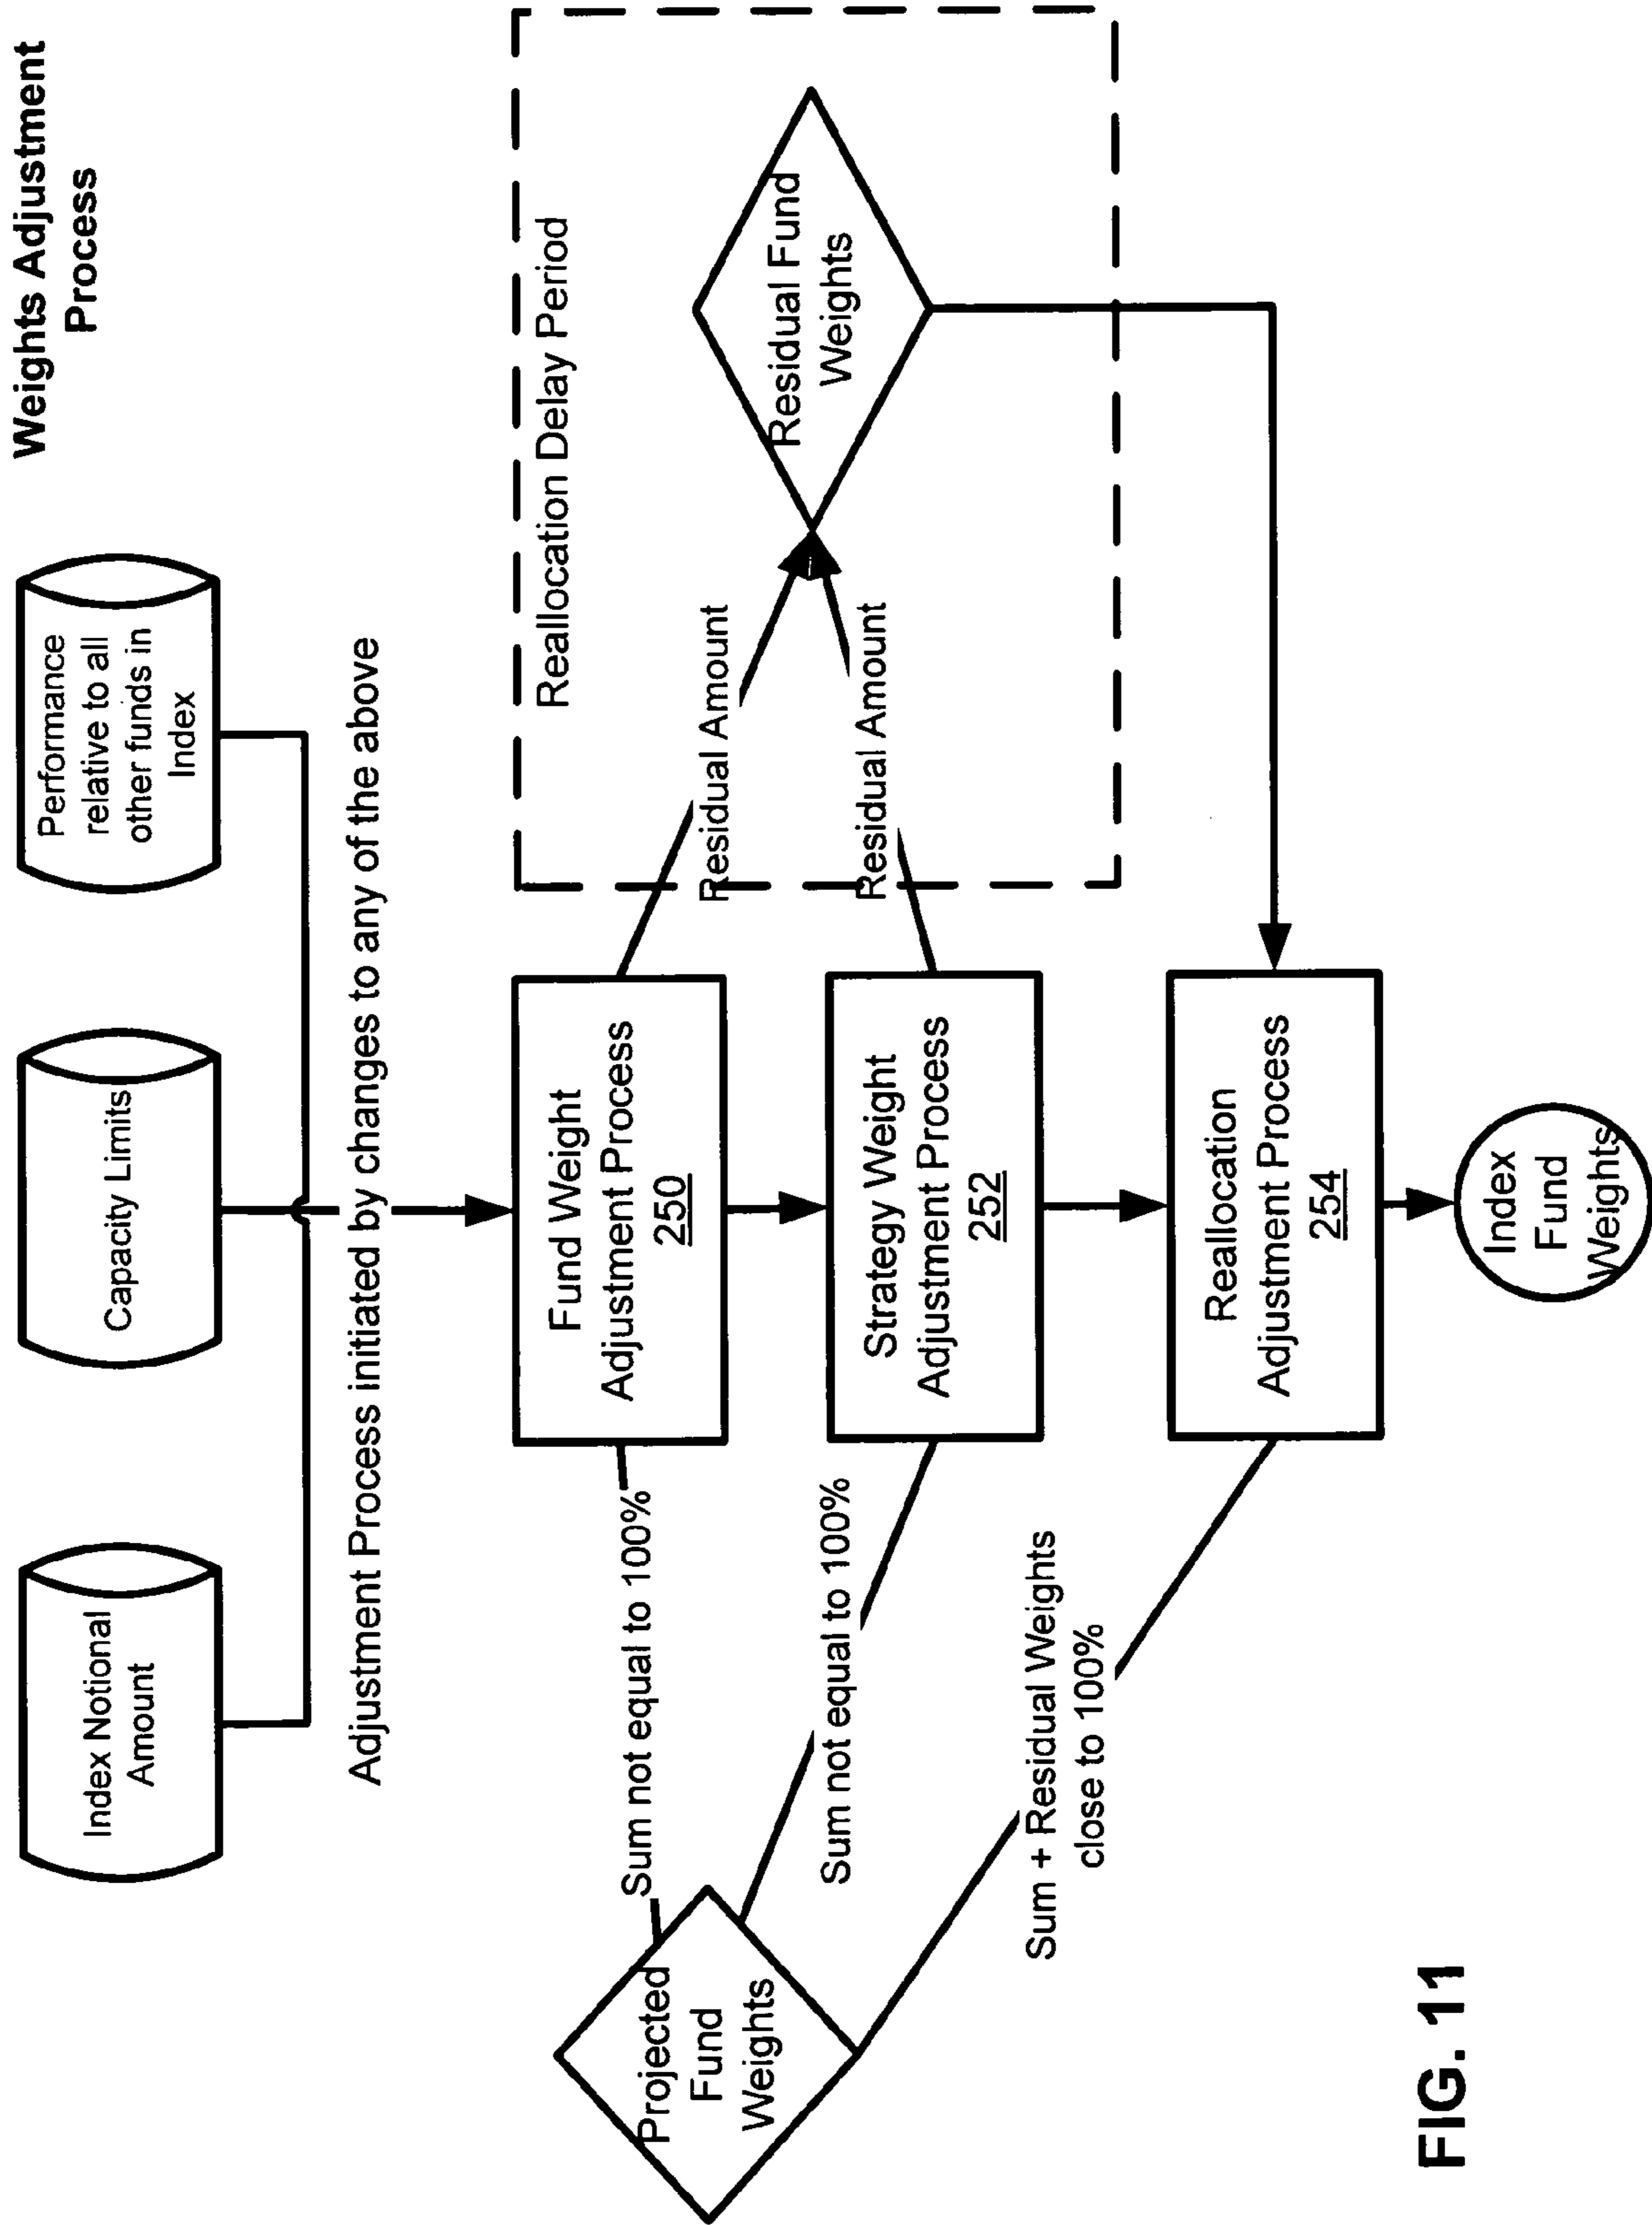 Weights Adjustment
Process
Index Notional
Amount
Capacity Limits
Performance
relative to all
other funds in
Index
Adjustment Process initiated by changes to any of the above
Reallocation Delay Period
Fund Weight
Adjustment Process
250
Sum not equal to 100%
Residual Amount
Projected
Fund
Weights
Residual Fund
Weights
Strategy Weight
Adjustment Process
252
Sum not equal to 100%
Residual Amount
Sum + Residual Weights
close to 100%
Reallocation
Adjustment Process
254
Index
Fund
Weights
FIG. 11